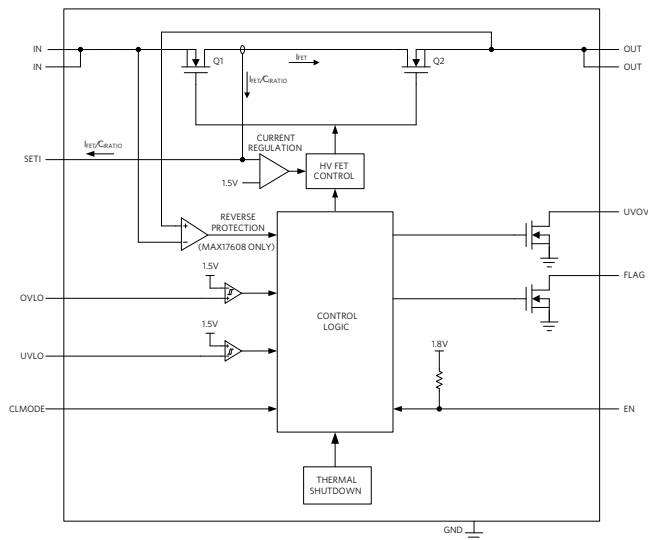 IN
IN
Q1
IFET
Q2
OUT
OUT
IFET/CIRATIO
IFET/CIRATIO
SETI
CURRENT
REGULATION
1.5V
HV FET
CONTROL
REVERSE
PROTECTION
(MAX17608 ONLY)
+
−
UVOV
1.5V
FLAG
OVLO
−
+
CONTROL
LOGIC
1.5V
UVLO
+
−
1.8V
CLMODE
EN
THERMAL
SHUTDOWN
GND